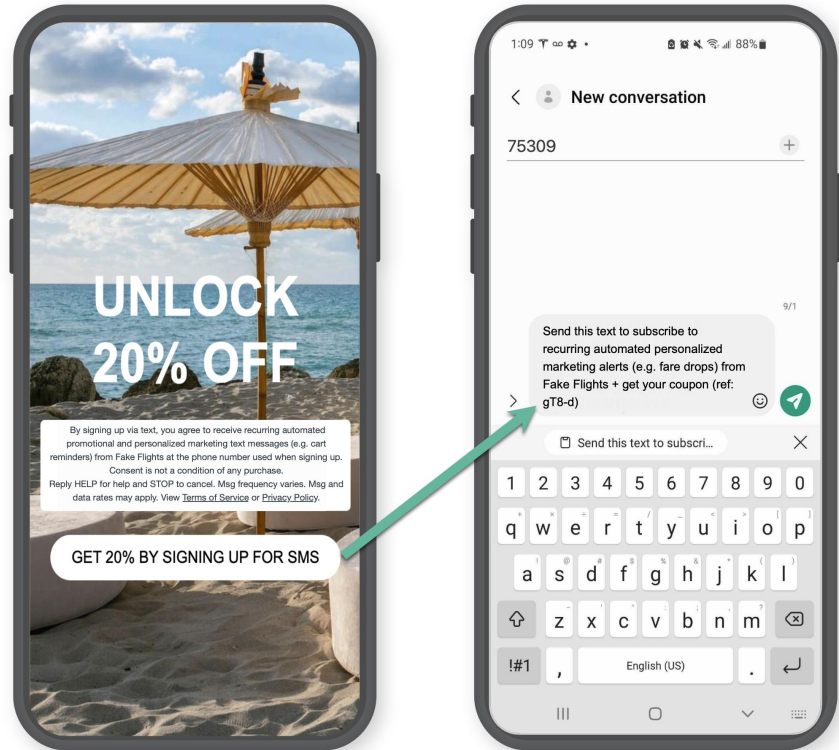 UNLOCK
20% OFF
By signing up via text, you agree to receive recurring automated
promotional and personalized marketing text messages (e.g. cart
reminders) from Fake Flights at the phone number used when signing up.
Consent is not a condition of any purchase.
Reply HELP for help and STOP to cancel. Msg frequency varies. Msg and
data rates may apply. View Terms of Service or Privacy Policy.
GET 20% BY SIGNING UP FOR SMS
1:09
88%
New conversation
75309
9/1
Send this text to subscribe to
recurring automated personalized
marketing alerts (e.g. fare drops) from
Fake Flights + get your coupon (ref:
gT8-d)
Send this text to subscri...
1 2 3 4 5 6 7 8 9 0
+ × ÷ = / _ < > [ ]
q w e r t y u i o p
! @ # $ % ^ & * ( )
a s d f g h j k l
- ' " : ; , ?
z x c v b n m
!#1 , English (US) .